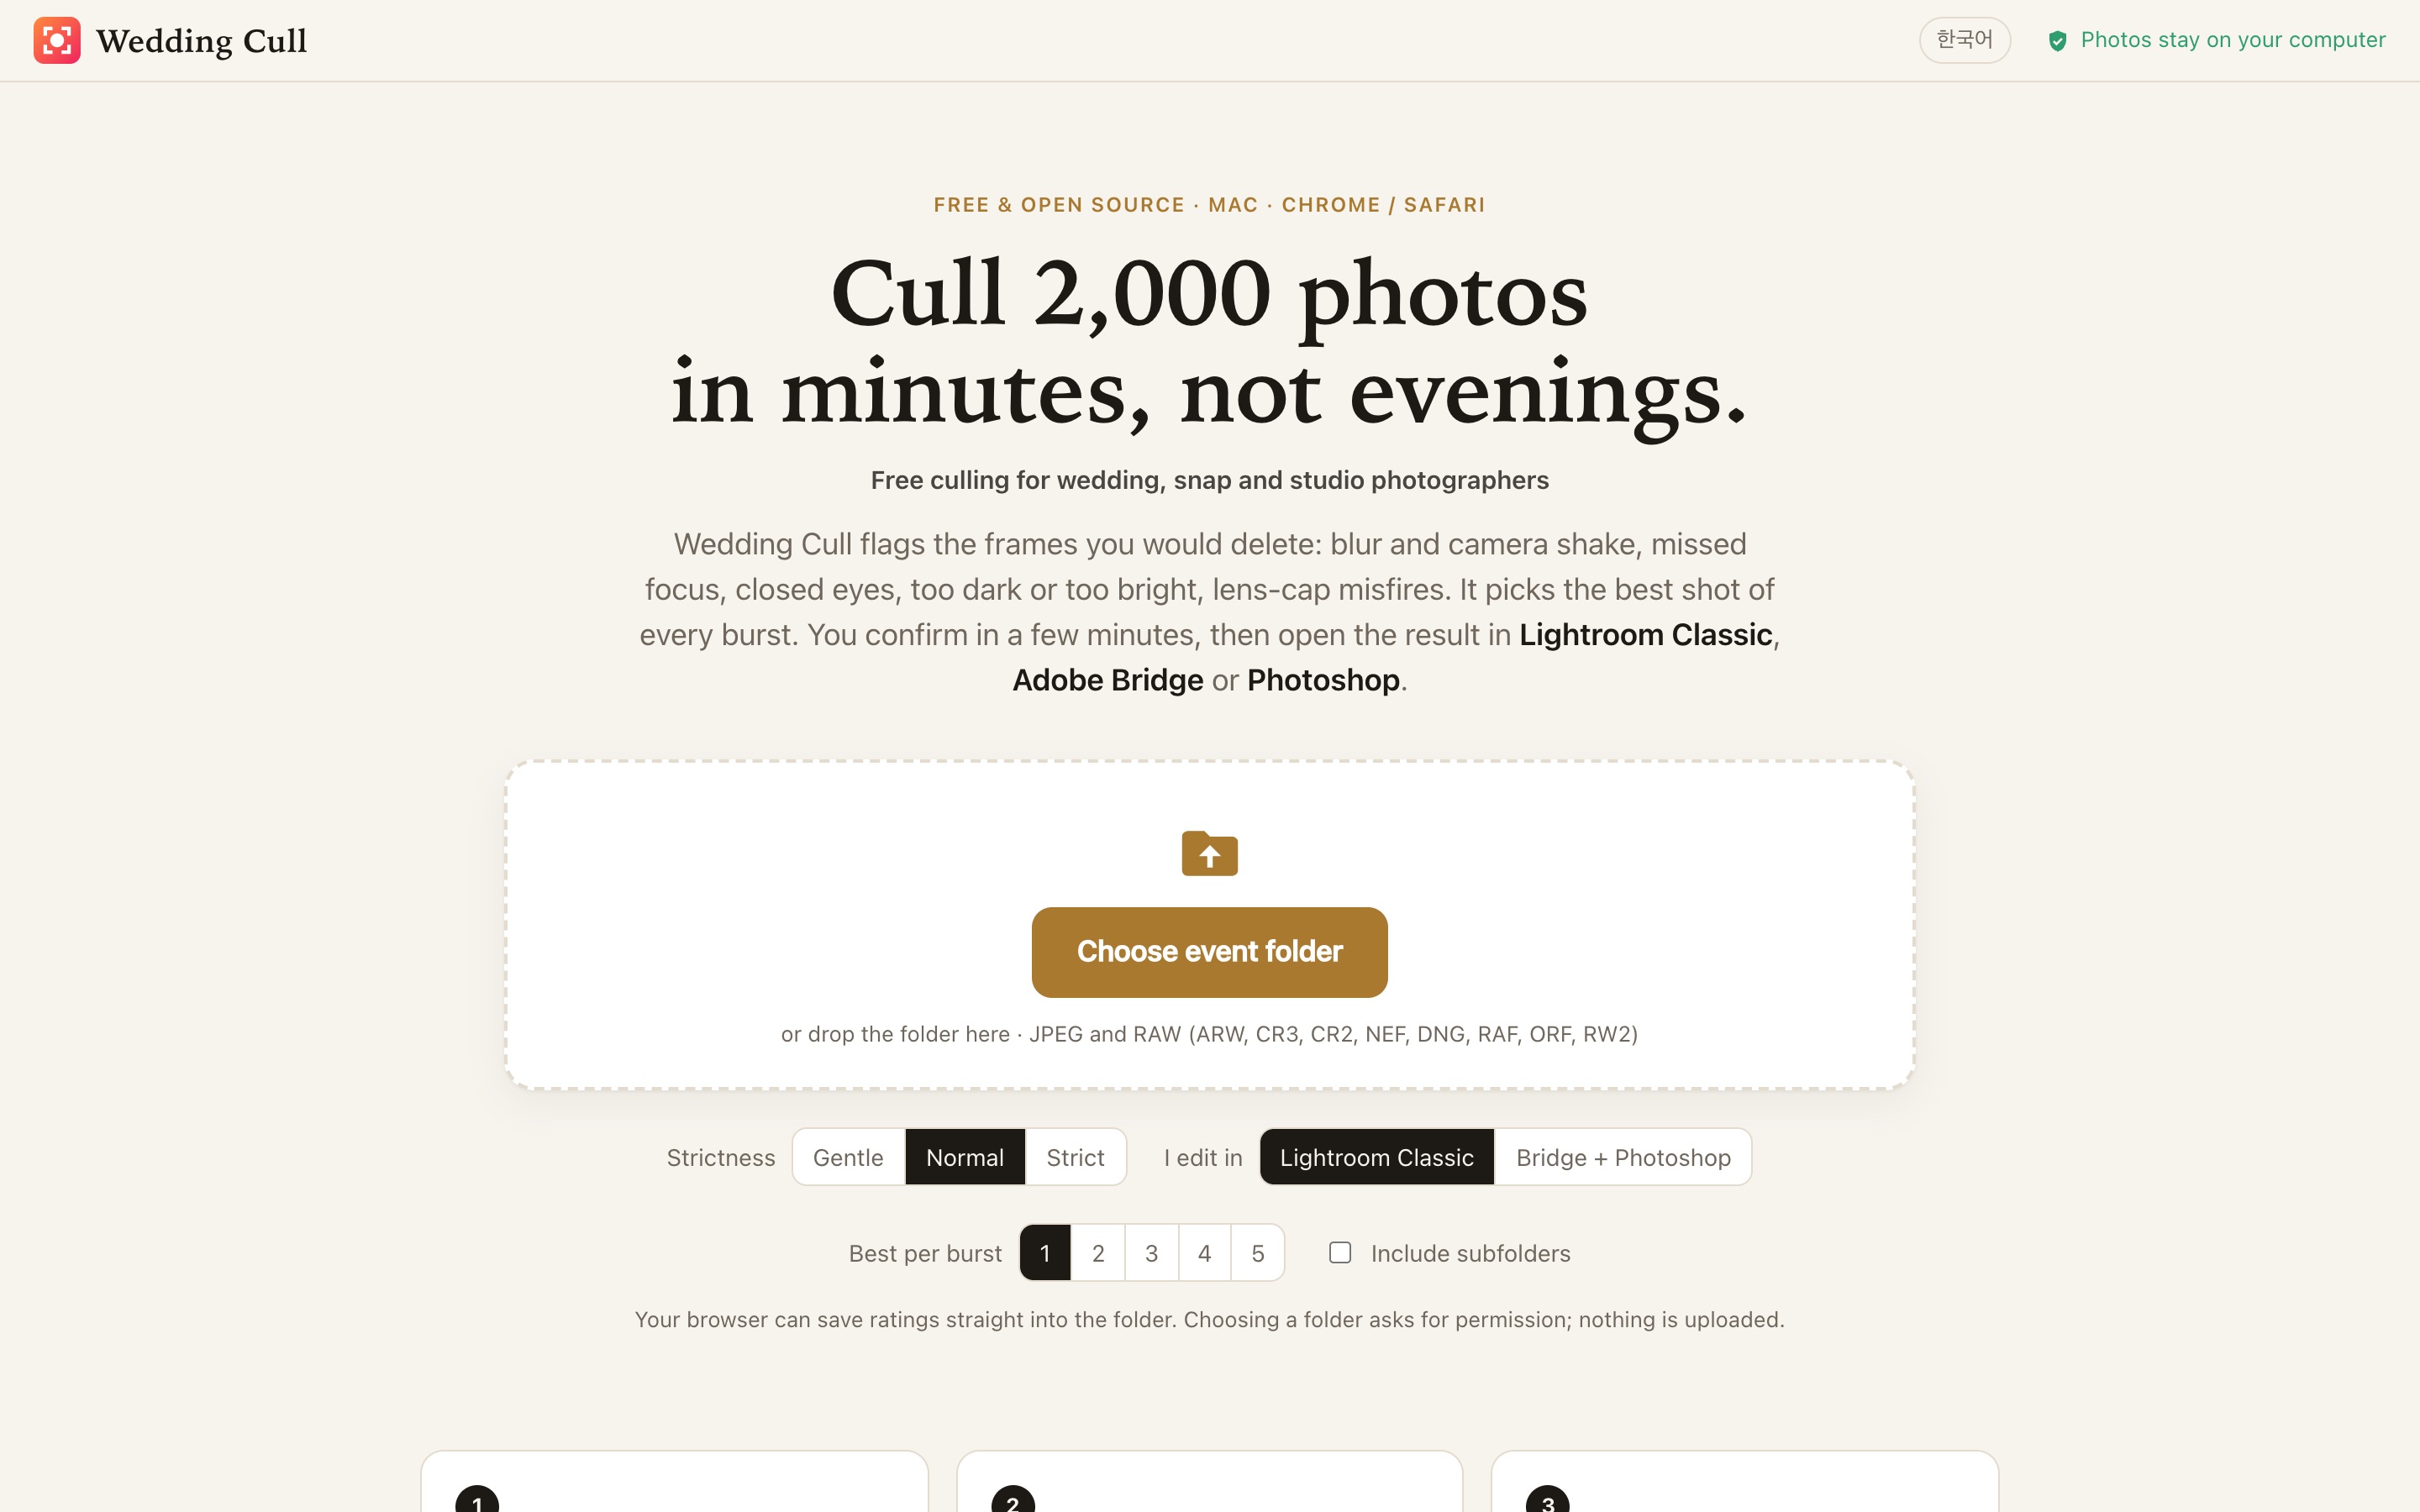 Wedding Cull
한국어
Photos stay on your computer
FREE & OPEN SOURCE · MAC · CHROME / SAFARI
Cull 2,000 photos
in minutes, not evenings.
Free culling for wedding, snap and studio photographers
Wedding Cull flags the frames you would delete: blur and camera shake, missed
focus, closed eyes, too dark or too bright, lens-cap misfires. It picks the best shot of
every burst. You confirm in a few minutes, then open the result in Lightroom Classic,
Adobe Bridge or Photoshop.
Choose event folder
or drop the folder here · JPEG and RAW (ARW, CR3, CR2, NEF, DNG, RAF, ORF, RW2)
Strictness Gentle Normal Strict I edit in Lightroom Classic Bridge + Photoshop
Best per burst 1 2 3 4 5 Include subfolders
Your browser can save ratings straight into the folder. Choosing a folder asks for permission; nothing is uploaded.
1 2 3